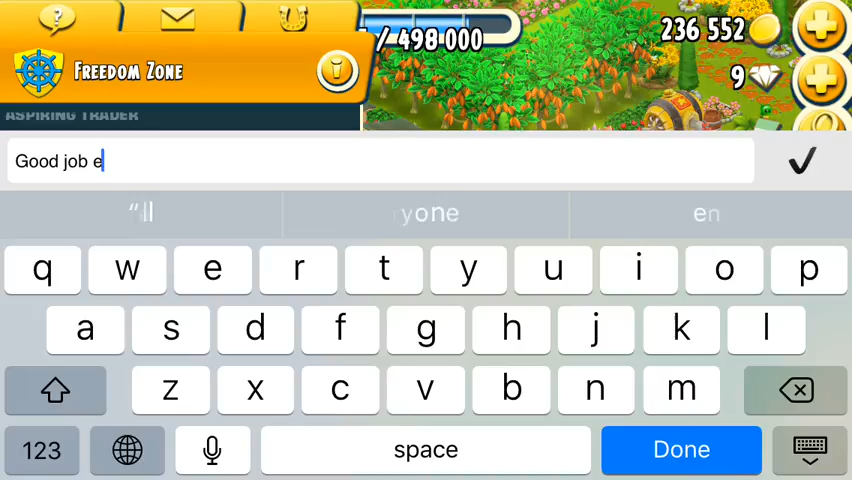 / 498 000
236 552
9
FREEDOM ZONE
i
ASPIRING TRADER
Good job e
yone
en
q w e r t y u i o p
a s d f g h j k l
z x c v b n m
123
space
Done